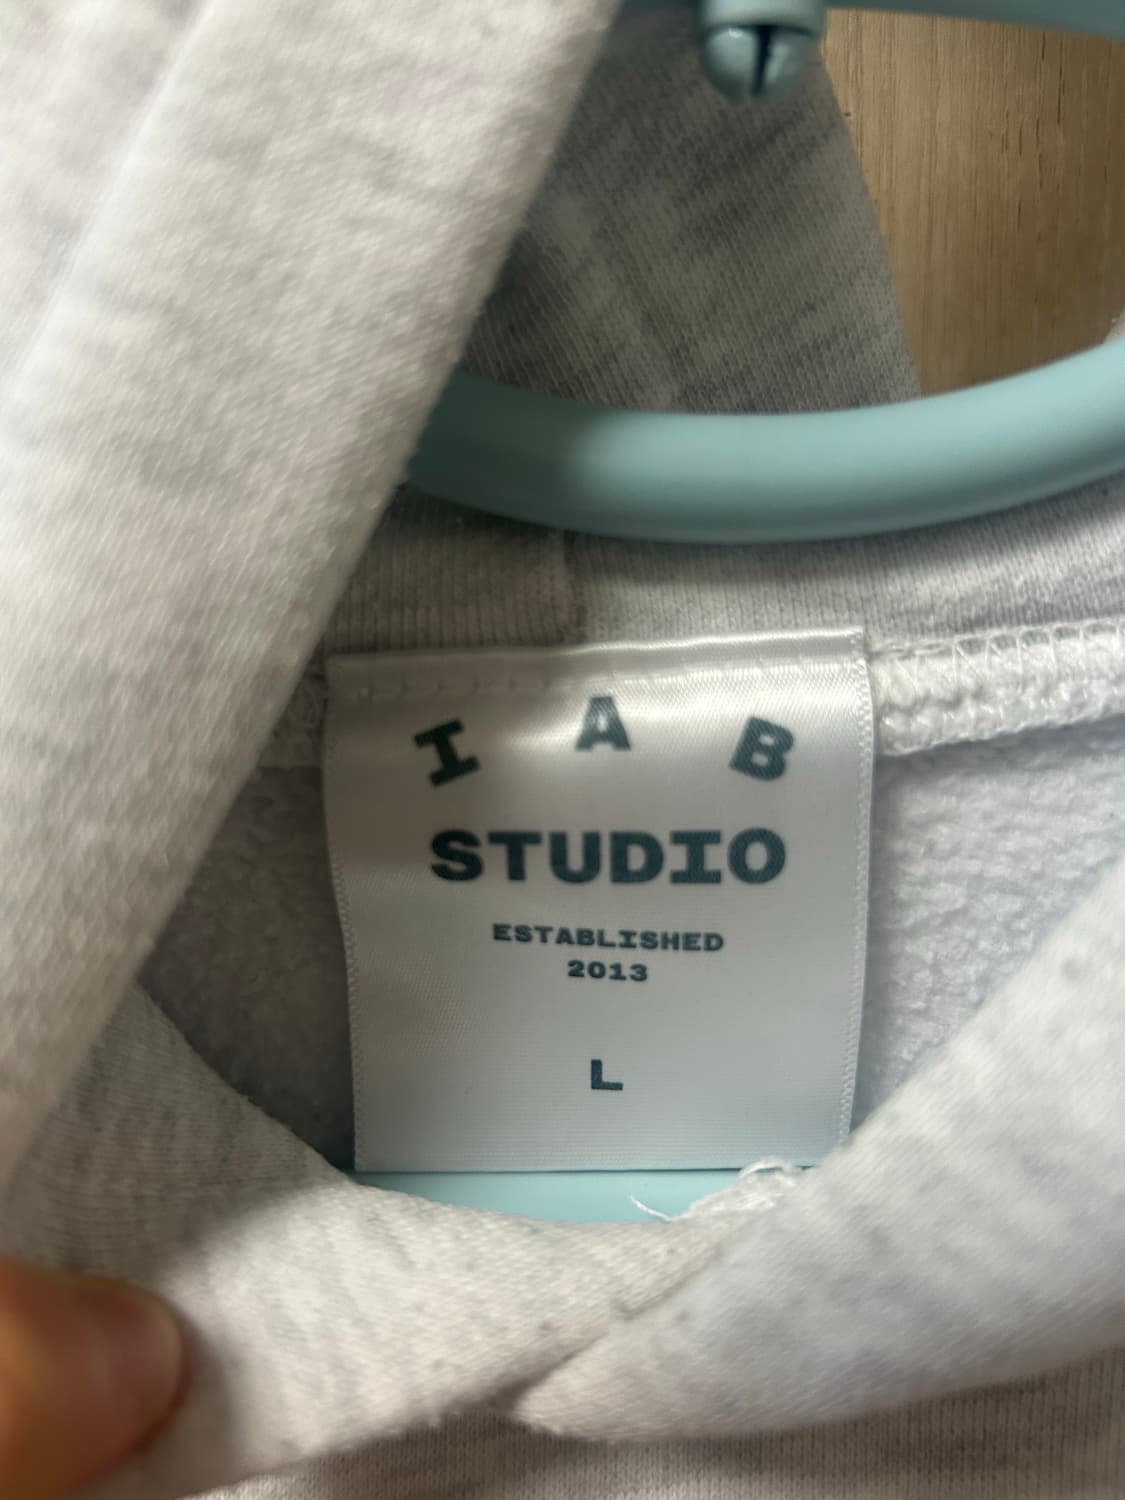 I A B
STUDIO
ESTABLISHED
2013
L